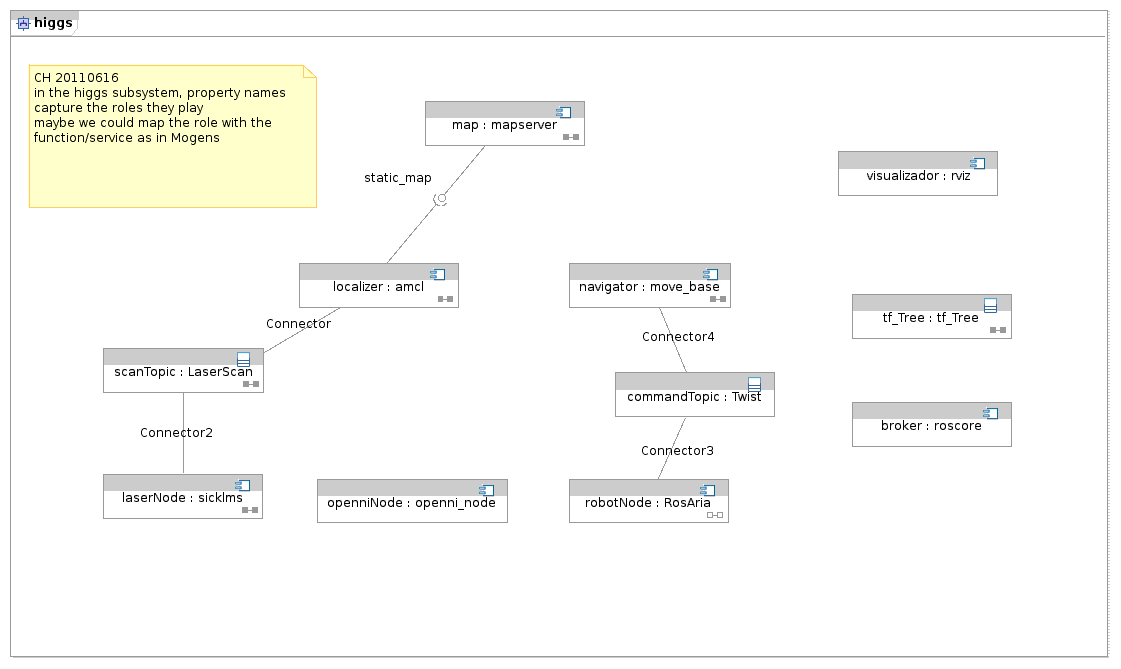 higgs
CH 20110616
in the higgs subsystem, property names
capture the roles they play
maybe we could map the role with the
function/service as in Mogens
map : mapserver
static_map
visualizador : rviz
localizer : amcl
navigator : move_base
Connector
Connector4
tf_Tree : tf_Tree
scanTopic : LaserScan
commandTopic : Twist
Connector2
broker : roscore
Connector3
laserNode : sicklms
openniNode : openni_node
robotNode : RosAria